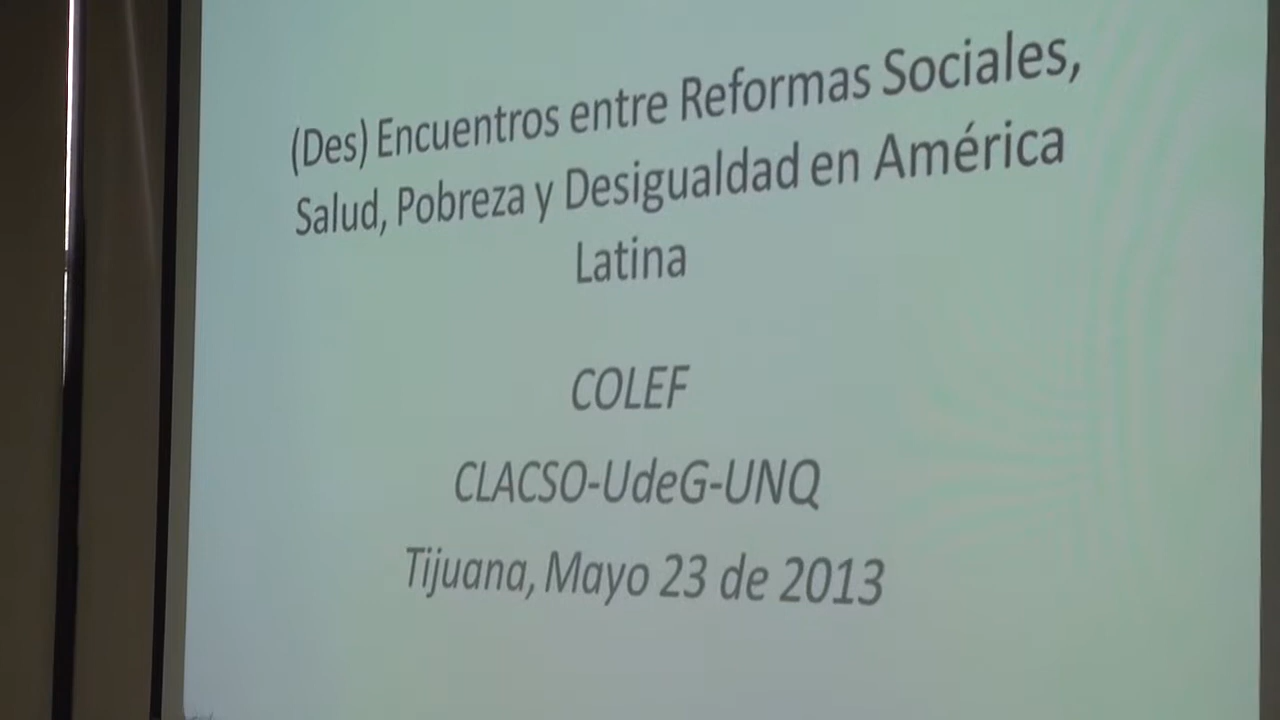 (Des) Encuentros entre Reformas Sociales,
Salud, Pobreza y Desigualdad en América
Latina
COLEF
CLACSO-UdeG-UNQ
Tijuana, Mayo 23 de 2013